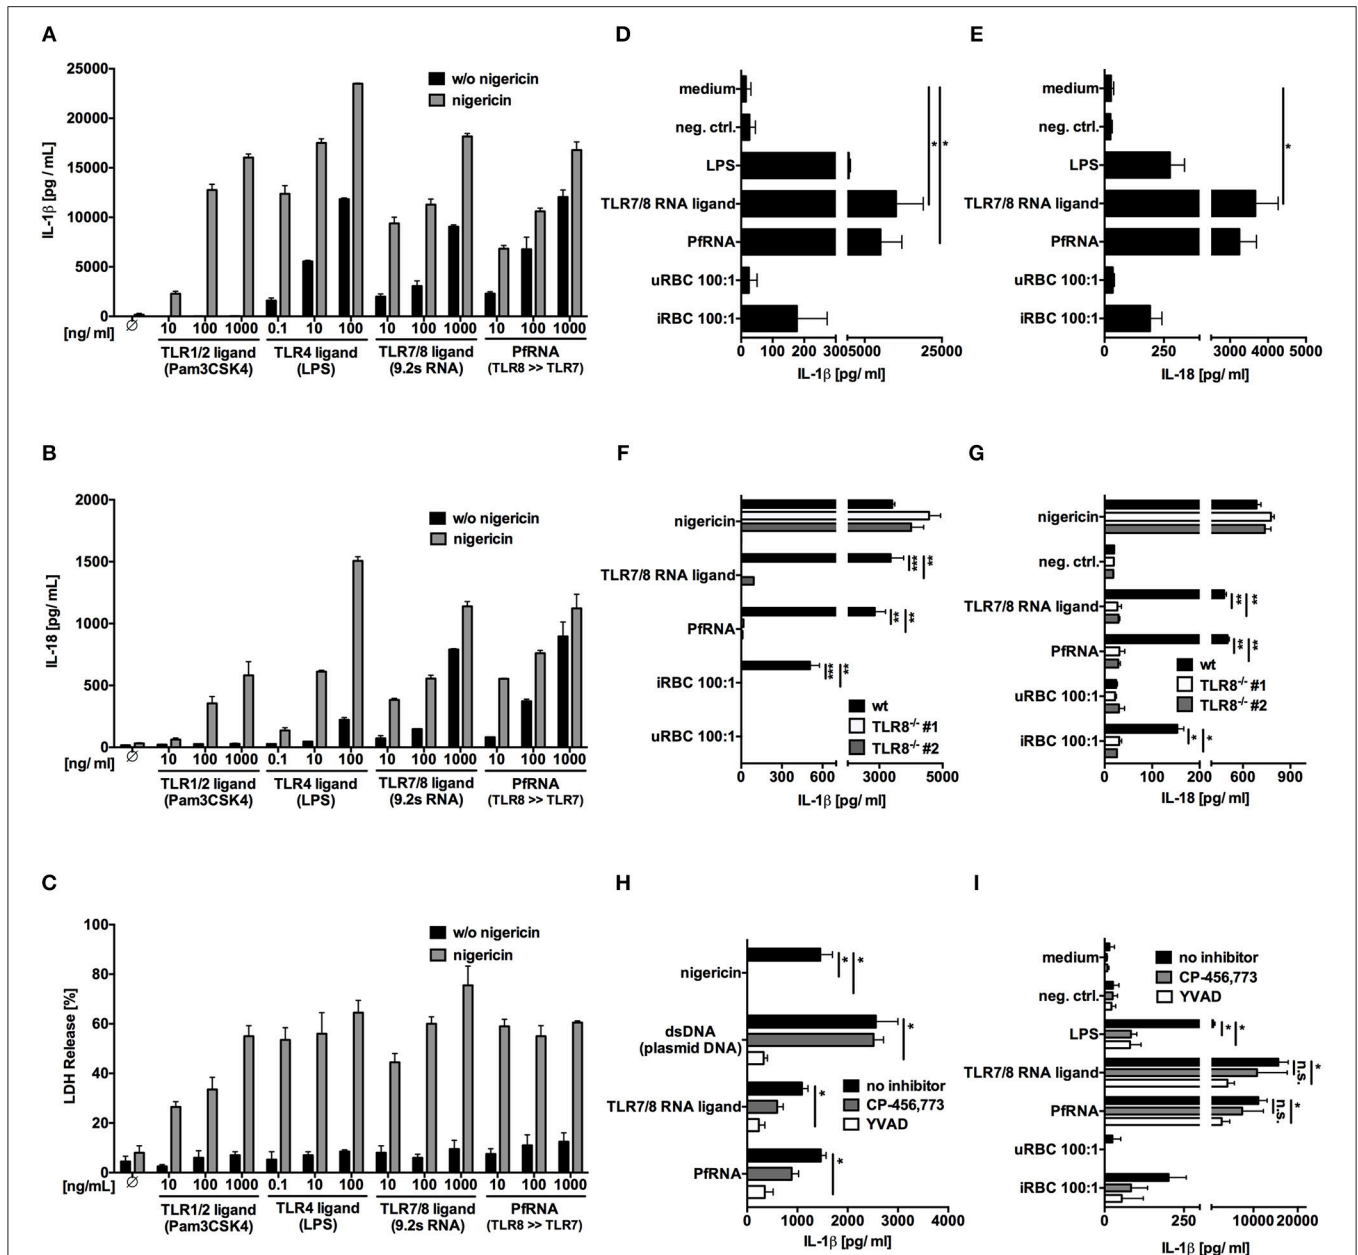 A
25000
20000
15000
10000
5000
0
IL-1β [pg / mL]
w/o nigericin
nigericin
[ng/ ml] ∅ 10 100 1000 0.1 10 100 10 100 1000 10 100 1000
TLR1/2 ligand TLR4 ligand TLR7/8 ligand PfRNA
(Pam3CSK4) (LPS) (9.2s RNA) (TLR8 >> TLR7)
B
2000
1500
1000
500
0
IL-18 [pg/ mL]
w/o nigericin
nigericin
[ng/ ml] ∅ 10 100 1000 0.1 10 100 10 100 1000 10 100 1000
TLR1/2 ligand TLR4 ligand TLR7/8 ligand PfRNA
(Pam3CSK4) (LPS) (9.2s RNA) (TLR8 >> TLR7)
C
100
80
60
40
20
0
LDH Release [%]
w/o nigericin
nigericin
[ng/mL] ∅ 10 100 1000 0.1 10 100 10 100 1000 10 100 1000
TLR1/2 ligand TLR4 ligand TLR7/8 ligand PfRNA
(Pam3CSK4) (LPS) (9.2s RNA) (TLR8 >> TLR7)
D
medium
neg. ctrl.
LPS
TLR7/8 RNA ligand
PfRNA
uRBC 100:1
iRBC 100:1
* *
0 100 200 300 5000 25000
IL-1β [pg/ ml]
E
medium
neg. ctrl.
LPS
TLR7/8 RNA ligand
PfRNA
uRBC 100:1
iRBC 100:1
*
0 250 3000 4000 5000
IL-18 [pg/ ml]
F
nigericin
TLR7/8 RNA ligand
*** **
PfRNA
** **
iRBC 100:1
*** **
uRBC 100:1
wt
TLR8-/- #1
TLR8-/- #2
0 300 600 3000 5000
IL-1β [pg/ ml]
G
nigericin
neg. ctrl.
TLR7/8 RNA ligand
** **
PfRNA
** **
uRBC 100:1
iRBC 100:1
* *
wt
TLR8-/- #1
TLR8-/- #2
0 100 200 600 900
IL-18 [pg/ ml]
H
nigericin
* *
dsDNA
(plasmid DNA)
*
TLR7/8 RNA ligand
*
PfRNA
*
no inhibitor
CP-456,773
YVAD
0 1000 2000 3000 4000
IL-1β [pg/ ml]
I
medium
neg. ctrl.
LPS
* *
TLR7/8 RNA ligand
n.s. *
PfRNA
n.s. *
uRBC 100:1
iRBC 100:1
no inhibitor
CP-456,773
YVAD
0 250 10000 20000
IL-1β [pg/ ml]